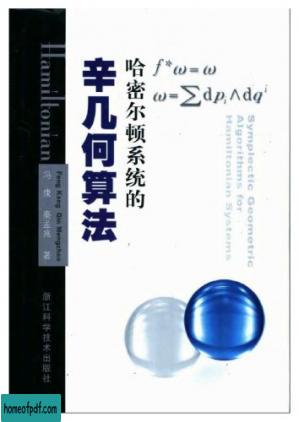 Hamiltonian
哈密尔顿系统的
辛几何算法
f*ω=ω
ω=∑dpᵢ∧dqⁱ
Symplectic Geometric
Algorithms for
Hamiltonian Systems
Feng Kang Qin Mengzhao
冯 康 秦孟兆 著
浙江科学技术出版社
homeofpdf.com